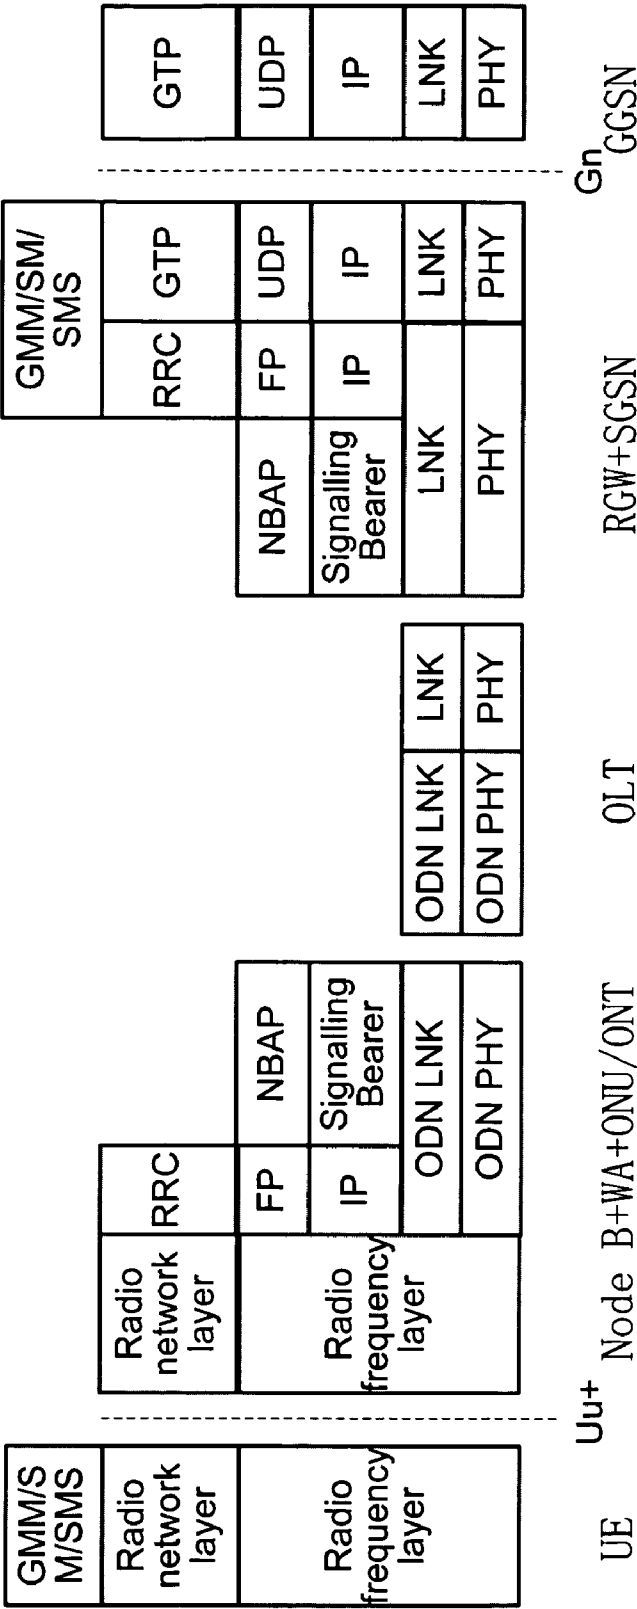 GMM/S
M/SMS
Radio
network
layer
Radio
frequency
layer
UE
Uu+
Radio
network
layer
Radio
frequency
layer
RRC
FP
IP
NBAP
Signalling
Bearer
ODN LNK
ODN PHY
Node B+WA+ONU/ONT
ODN LNK
LNK
ODN PHY
PHY
OLT
GMM/SM/
SMS
RRC
GTP
NBAP
FP
UDP
Signalling
Bearer
IP
IP
LNK
LNK
PHY
PHY
RGW+SGSN
Gn
GTP
UDP
IP
LNK
PHY
GGSN